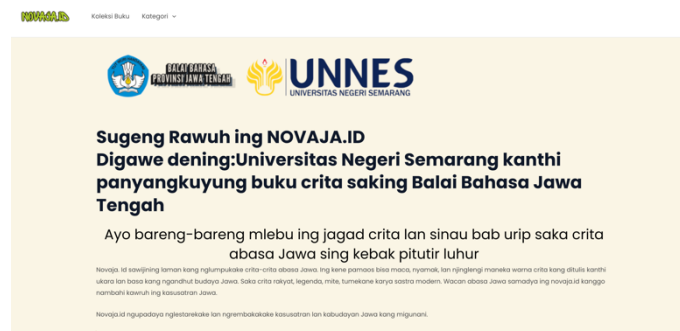 NOVAJA.ID
Koleksi Buku Kategori
BALAI BAHASA
PROVINSI JAWA TENGAH
UNNES
UNIVERSITAS NEGERI SEMARANG
Sugeng Rawuh ing NOVAJA.ID
Digawe dening:Universitas Negeri Semarang kanthi
panyangkuyung buku crita saking Balai Bahasa Jawa
Tengah
Ayo bareng-bareng mlebu ing jagad crita lan sinau bab urip saka crita
abasa Jawa sing kebak pitutir luhur
Novaja. Id sawijining laman kang nglumpukake crita-crita abasa Jawa. Ing kene pamaos bisa maca, nyamak, lan njinglengi maneka warna crita kang ditulis kanthi
ukara lan basa kang ngandhut budaya Jawa. Saka crita rakyat, legenda, mite, tumekane karya sastra modern. Wacan abasa Jawa samadya ing novaja.id kanggo
nambahi kawruh ing kasusatran Jawa.
Novaja.id ngupadaya nglestarekake lan ngrembakakake kasusatran lan kabudayan Jawa kang migunani.